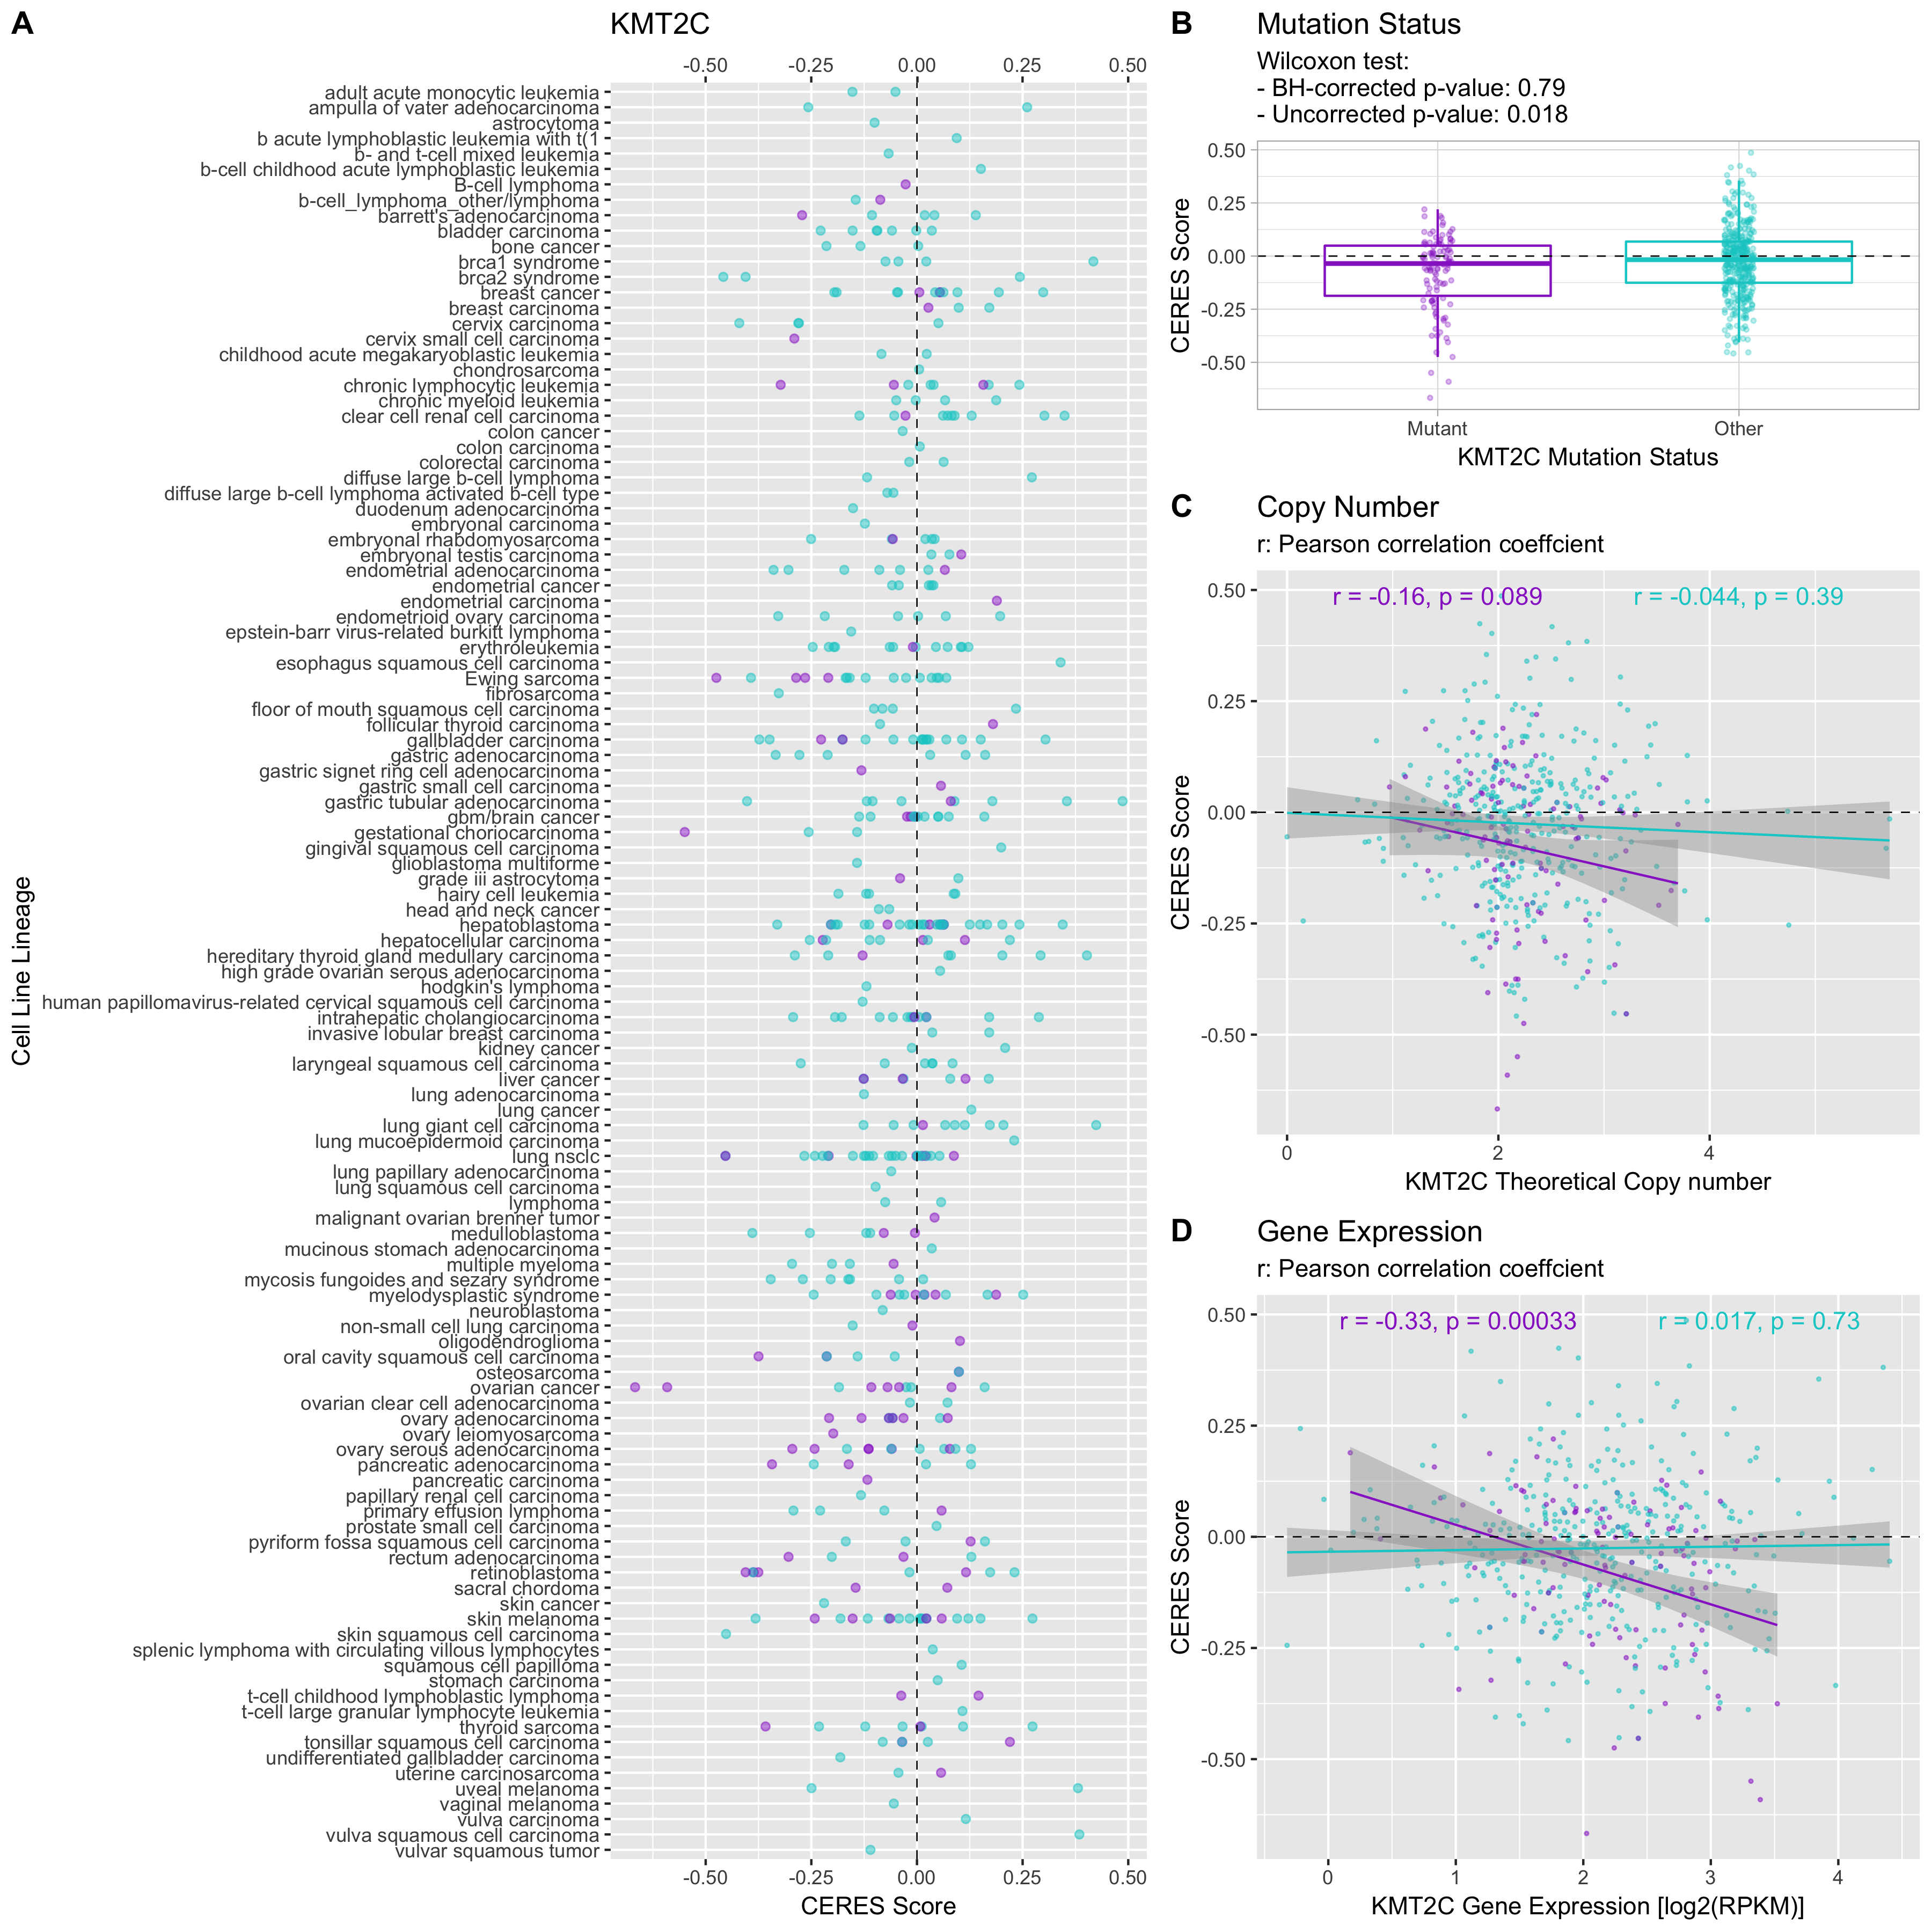 A
KMT2C
-0.50 -0.25 0.00 0.25 0.50
adult acute monocytic leukemia
ampulla of vater adenocarcinoma
astrocytoma
b acute lymphoblastic leukemia with t(1
b- and t-cell mixed leukemia
b-cell childhood acute lymphoblastic leukemia
B-cell lymphoma
b-cell_lymphoma_other/lymphoma
barrett's adenocarcinoma
bladder carcinoma
bone cancer
brca1 syndrome
brca2 syndrome
breast cancer
breast carcinoma
cervix carcinoma
cervix small cell carcinoma
childhood acute megakaryoblastic leukemia
chondrosarcoma
chronic lymphocytic leukemia
chronic myeloid leukemia
clear cell renal cell carcinoma
colon cancer
colon carcinoma
colorectal carcinoma
diffuse large b-cell lymphoma
diffuse large b-cell lymphoma activated b-cell type
duodenum adenocarcinoma
embryonal carcinoma
embryonal rhabdomyosarcoma
embryonal testis carcinoma
endometrial adenocarcinoma
endometrial cancer
endometrial carcinoma
endometrioid ovary carcinoma
epstein-barr virus-related burkitt lymphoma
erythroleukemia
esophagus squamous cell carcinoma
Ewing sarcoma
fibrosarcoma
floor of mouth squamous cell carcinoma
follicular thyroid carcinoma
gallbladder carcinoma
gastric adenocarcinoma
gastric signet ring cell adenocarcinoma
gastric small cell carcinoma
gastric tubular adenocarcinoma
gbm/brain cancer
gestational choriocarcinoma
gingival squamous cell carcinoma
glioblastoma multiforme
grade iii astrocytoma
hairy cell leukemia
head and neck cancer
hepatoblastoma
hepatocellular carcinoma
hereditary thyroid gland medullary carcinoma
high grade ovarian serous adenocarcinoma
hodgkin's lymphoma
human papillomavirus-related cervical squamous cell carcinoma
intrahepatic cholangiocarcinoma
invasive lobular breast carcinoma
kidney cancer
laryngeal squamous cell carcinoma
liver cancer
lung adenocarcinoma
lung cancer
lung giant cell carcinoma
lung mucoepidermoid carcinoma
lung nsclc
lung papillary adenocarcinoma
lung squamous cell carcinoma
lymphoma
malignant ovarian brenner tumor
medulloblastoma
mucinous stomach adenocarcinoma
multiple myeloma
mycosis fungoides and sezary syndrome
myelodysplastic syndrome
neuroblastoma
non-small cell lung carcinoma
oligodendroglioma
oral cavity squamous cell carcinoma
osteosarcoma
ovarian cancer
ovarian clear cell adenocarcinoma
ovary adenocarcinoma
ovary leiomyosarcoma
ovary serous adenocarcinoma
pancreatic adenocarcinoma
pancreatic carcinoma
papillary renal cell carcinoma
primary effusion lymphoma
prostate small cell carcinoma
pyriform fossa squamous cell carcinoma
rectum adenocarcinoma
retinoblastoma
sacral chordoma
skin cancer
skin melanoma
skin squamous cell carcinoma
splenic lymphoma with circulating villous lymphocytes
squamous cell papilloma
stomach carcinoma
t-cell childhood lymphoblastic lymphoma
t-cell large granular lymphocyte leukemia
thyroid sarcoma
tonsillar squamous cell carcinoma
undifferentiated gallbladder carcinoma
uterine carcinosarcoma
uveal melanoma
vaginal melanoma
vulva carcinoma
vulva squamous cell carcinoma
vulvar squamous tumor
-0.50 -0.25 0.00 0.25 0.50
CERES Score
Cell Line Lineage
B
Mutation Status
Wilcoxon test:
- BH-corrected p-value: 0.79
- Uncorrected p-value: 0.018
0.50
0.25
0.00
-0.25
-0.50
CERES Score
Mutant Other
KMT2C Mutation Status
C
Copy Number
r: Pearson correlation coeffcient
r = -0.16, p = 0.089 r = -0.044, p = 0.39
0.50
0.25
0.00
-0.25
-0.50
CERES Score
0 2 4
KMT2C Theoretical Copy number
D
Gene Expression
r: Pearson correlation coeffcient
r = -0.33, p = 0.00033 r = 0.017, p = 0.73
0.50
0.25
0.00
-0.25
-0.50
CERES Score
0 1 2 3 4
KMT2C Gene Expression [log2(RPKM)]